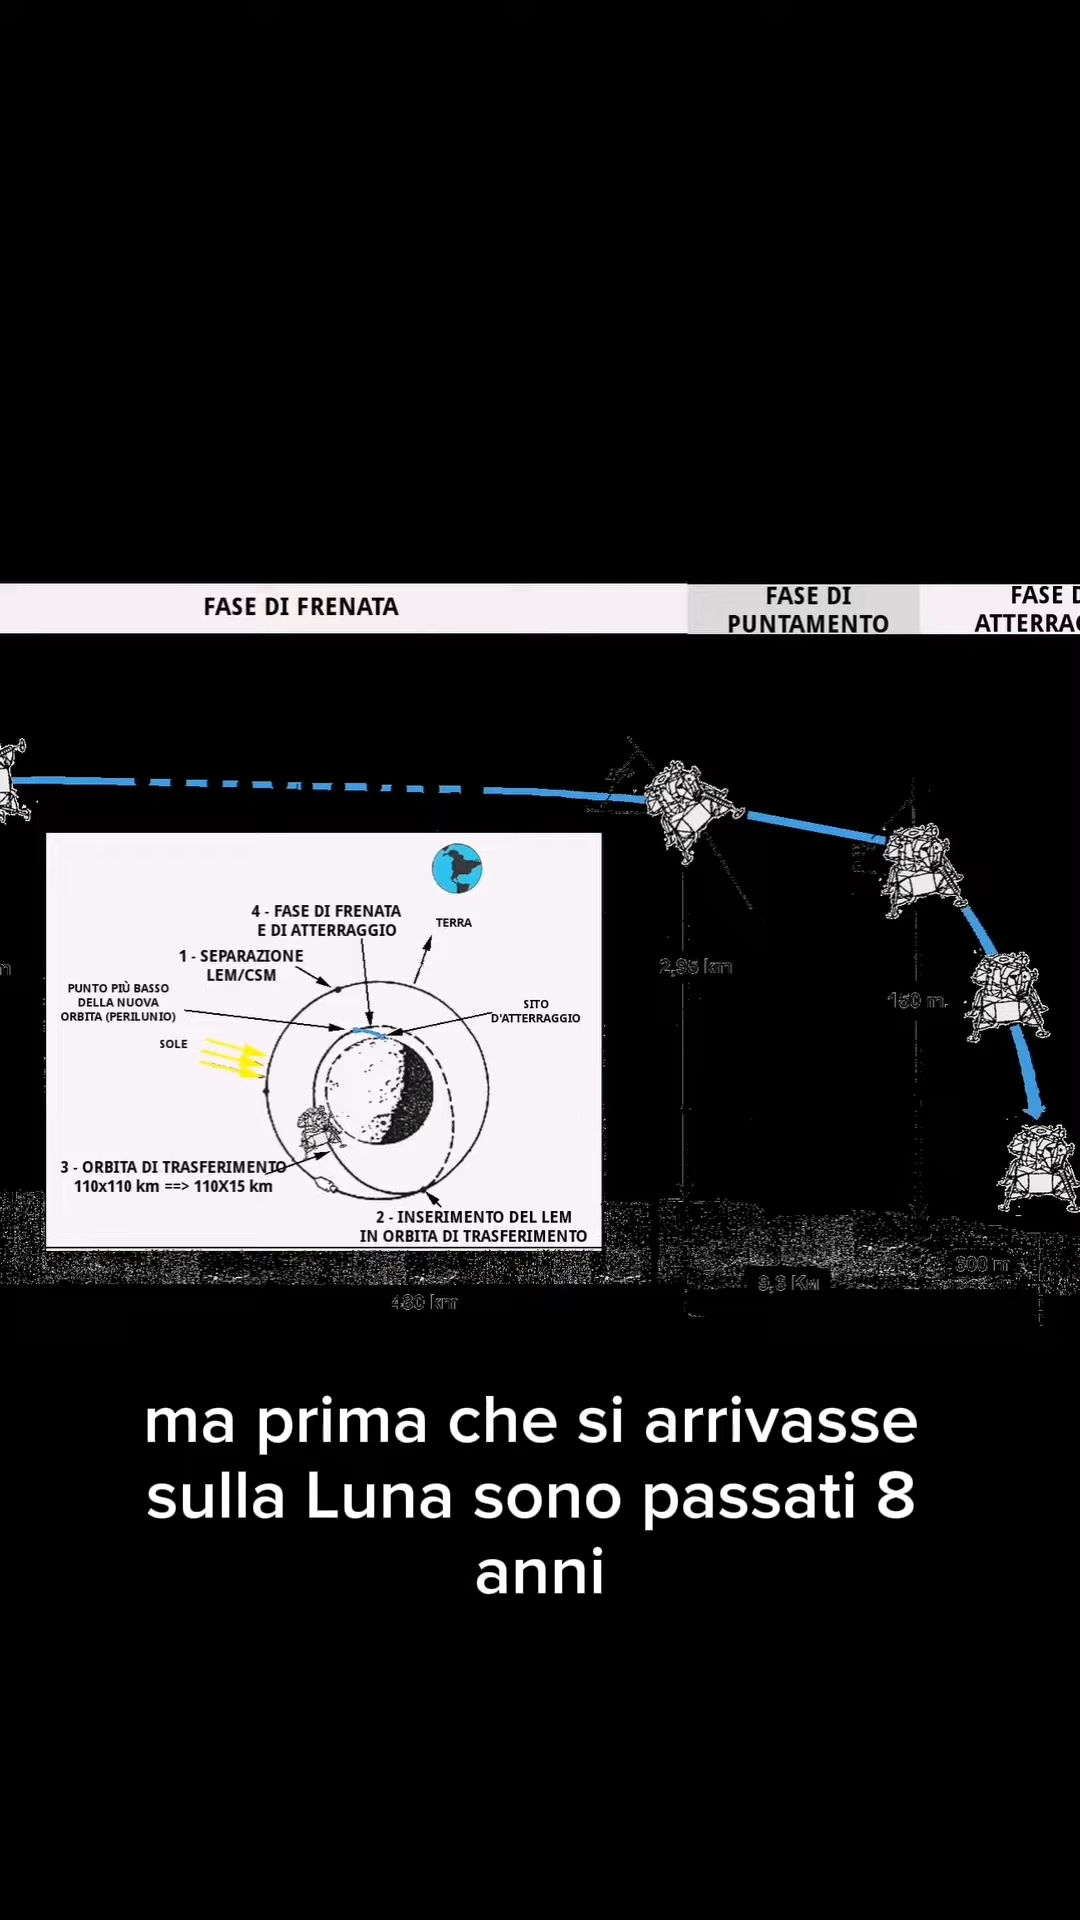 FASE DI FRENATA
FASE DI
PUNTAMENTO
FASE D
ATTERRAG
4 - FASE DI FRENATA
E DI ATTERRAGGIO
TERRA
1 - SEPARAZIONE
LEM/CSM
PUNTO PIÙ BASSO
DELLA NUOVA
ORBITA (PERILUNIO)
SITO
D'ATTERRAGGIO
SOLE
3 - ORBITA DI TRASFERIMENTO
110x110 km ==> 110X15 km
2 - INSERIMENTO DEL LEM
IN ORBITA DI TRASFERIMENTO
2,95 km
150 m.
9,3 Km
600 m
480 km
ma prima che si arrivasse
sulla Luna sono passati 8
anni